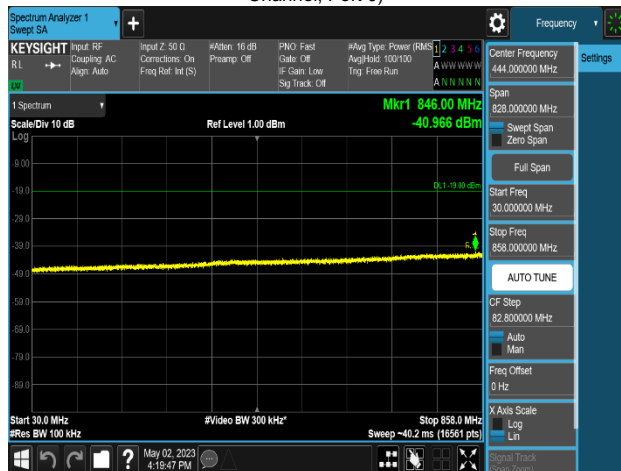 Channel, Port 0)
Spectrum Analyzer 1
Swept SA
+
Frequency
Settings
KEYSIGHT
RL
Input: RF
Coupling: AC
Align: Auto
Input Z: 50 Ω
Corrections: On
Freq Ref: Int (S)
#Atten: 16 dB
Preamp: Off
PNO: Fast
Gate: Off
IF Gain: Low
Sig Track: Off
#Avg Type: Power (RMS
Avg|Hold: 100/100
Trig: Free Run
1 2 3 4 5 6
A W W W W W
A N N N N N
1 Spectrum
Mkr1 846.00 MHz
-40.966 dBm
Scale/Div 10 dB
Ref Level 1.00 dBm
Log
-9.00
-19.0
DL1 -19.00 dBm
-29.0
-39.0
-49.0
-59.0
-69.0
-79.0
-89.0
Start 30.0 MHz
#Video BW 300 kHz*
Stop 858.0 MHz
#Res BW 100 kHz
Sweep ~40.2 ms (16561 pts)
Center Frequency
444.000000 MHz
Span
828.000000 MHz
Swept Span
Zero Span
Full Span
Start Freq
30.000000 MHz
Stop Freq
858.000000 MHz
AUTO TUNE
CF Step
82.800000 MHz
Auto
Man
Freq Offset
0 Hz
X Axis Scale
Log
Lin
Signal Track
(Span Zoom)
?
May 02, 2023
4:19:47 PM